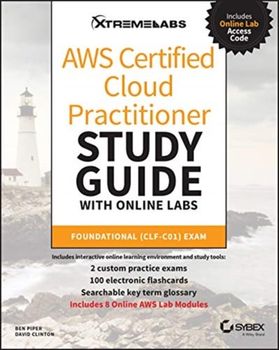 XTREMELABS
Includes
Online Lab
Access
Code
AWS Certified
Cloud
Practitioner
STUDY
GUIDE
WITH ONLINE LABS
FOUNDATIONAL (CLF-C01) EXAM
Includes interactive online learning environment and study tools:
2 custom practice exams
100 electronic flashcards
Searchable key term glossary
Includes 8 Online AWS Lab Modules
BEN PIPER
DAVID CLINTON
SYBEX
A Wiley Brand